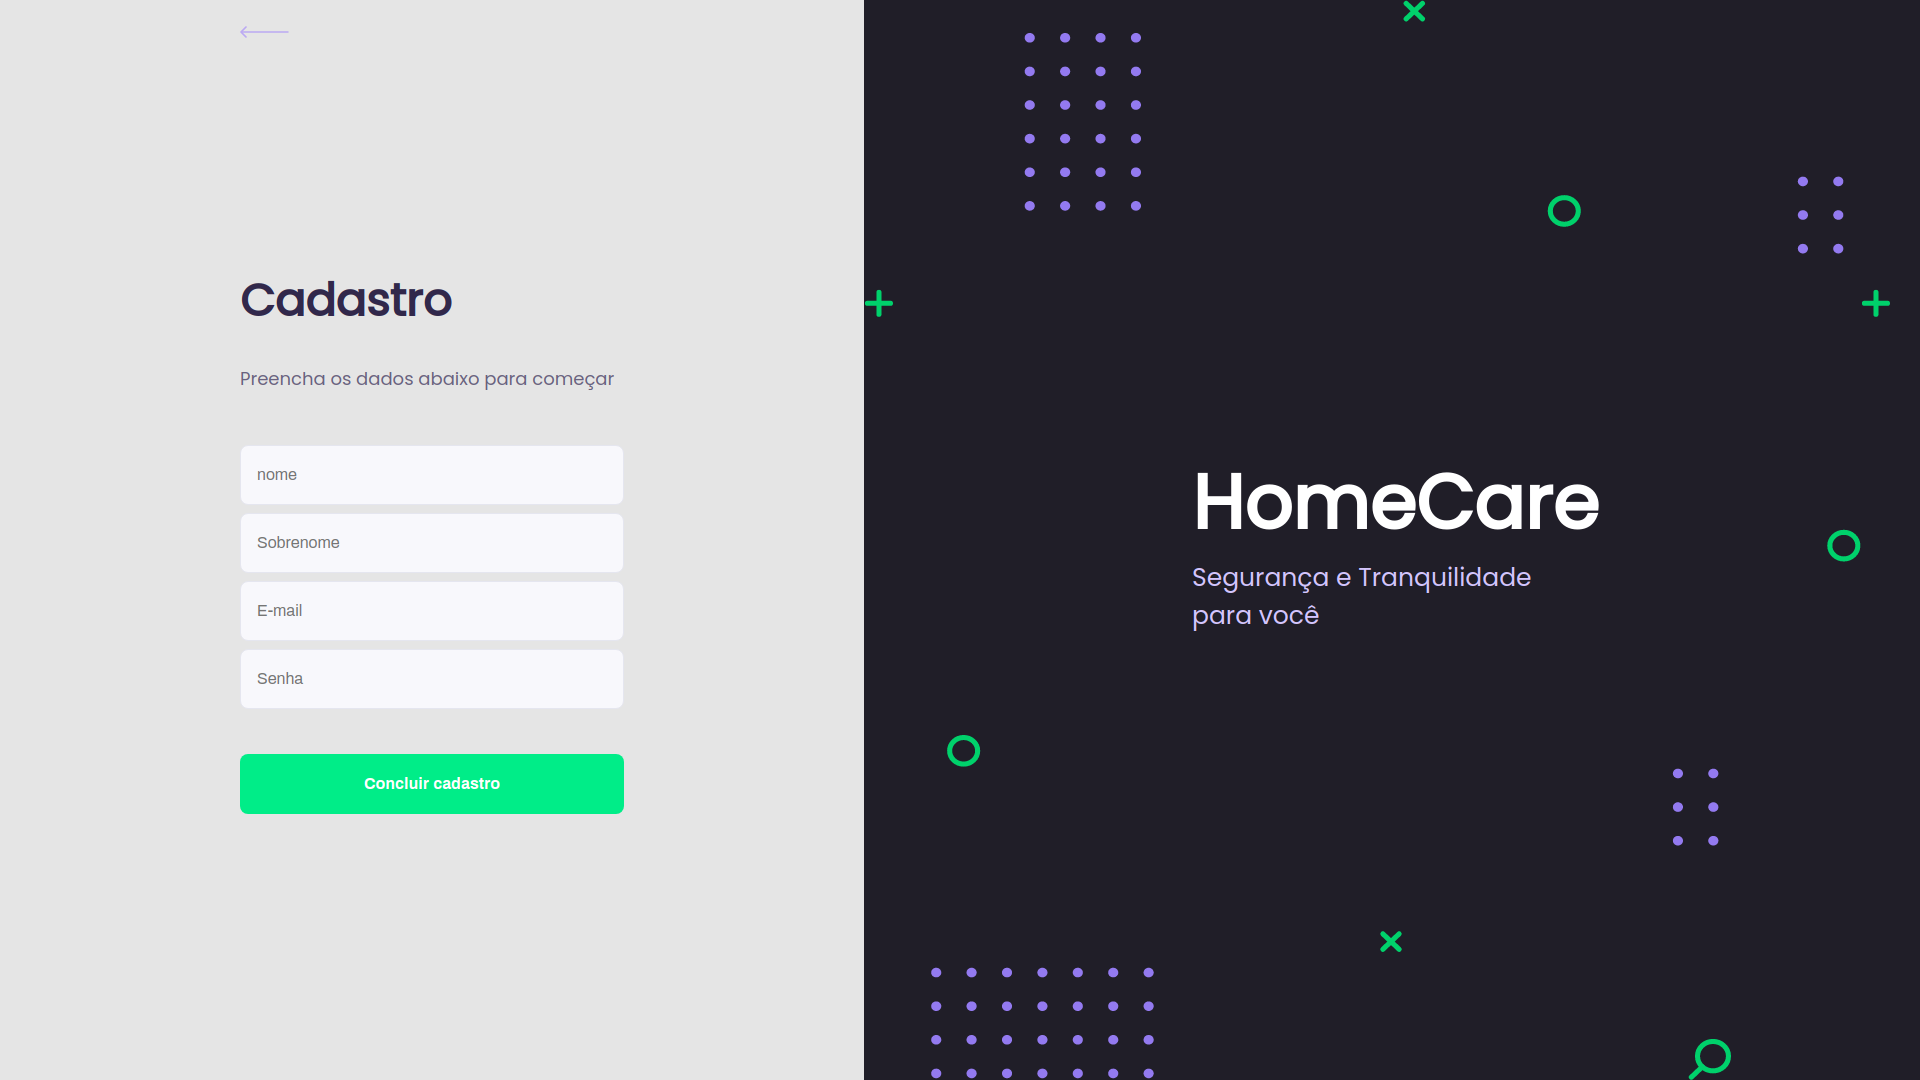 Cadastro
Preencha os dados abaixo para começar
nome
Sobrenome
E-mail
Senha
Concluir cadastro
HomeCare
Segurança e Tranquilidade
para você